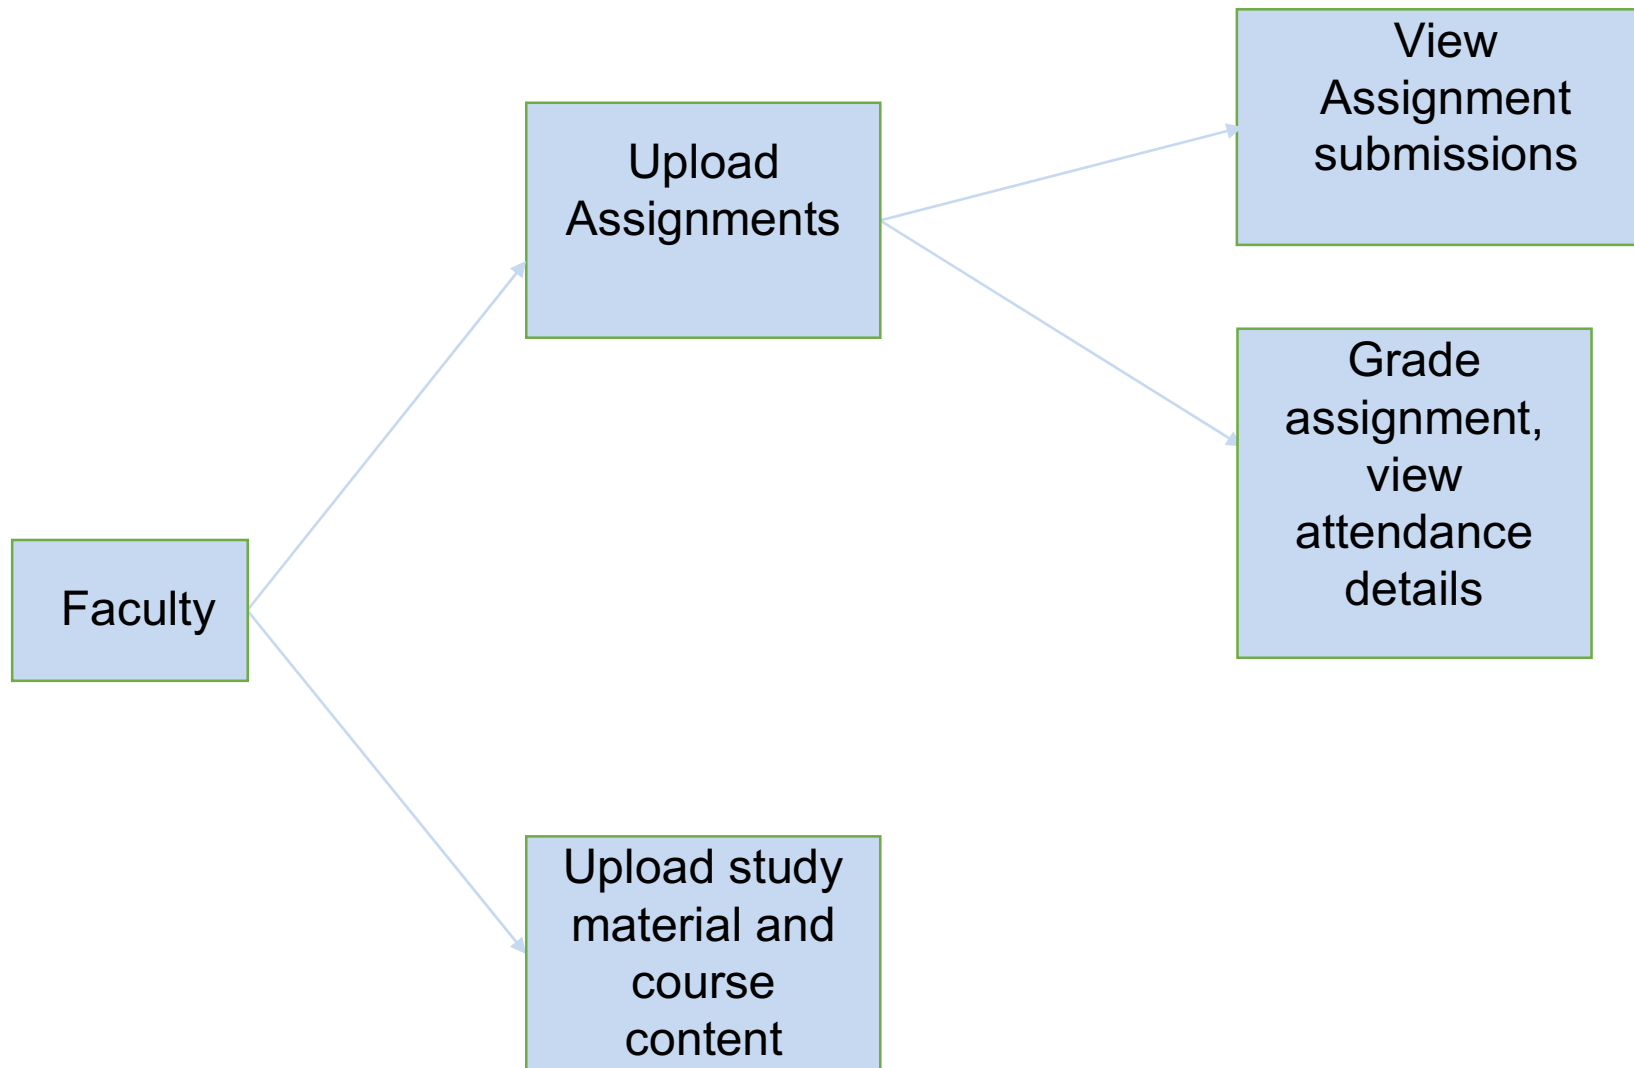 View
Assignment
submissions
Upload
Assignments
Grade
assignment,
view
attendance
details
Faculty
Upload study
material and
course
content